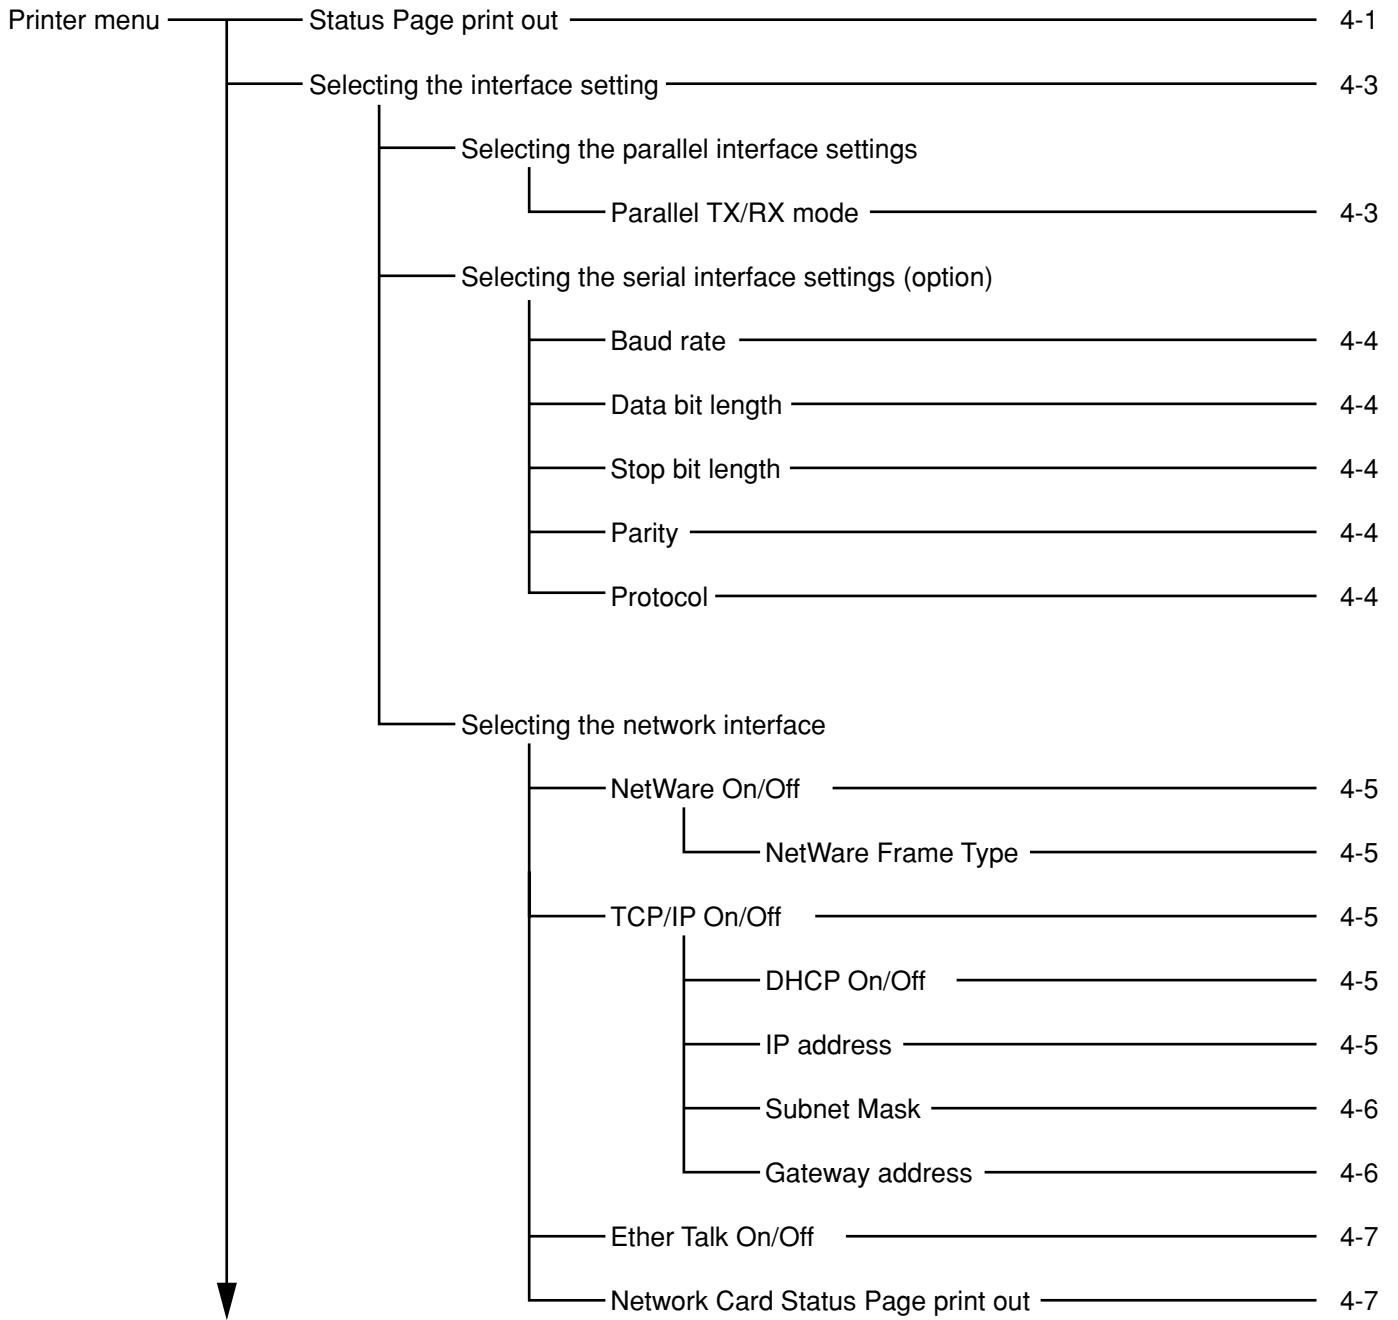 Printer menu Status Page print out 4-1
Selecting the interface setting 4-3
Selecting the parallel interface settings
Parallel TX/RX mode 4-3
Selecting the serial interface settings (option)
Baud rate 4-4
Data bit length 4-4
Stop bit length 4-4
Parity 4-4
Protocol 4-4
Selecting the network interface
NetWare On/Off 4-5
NetWare Frame Type 4-5
TCP/IP On/Off 4-5
DHCP On/Off 4-5
IP address 4-5
Subnet Mask 4-6
Gateway address 4-6
Ether Talk On/Off 4-7
Network Card Status Page print out 4-7